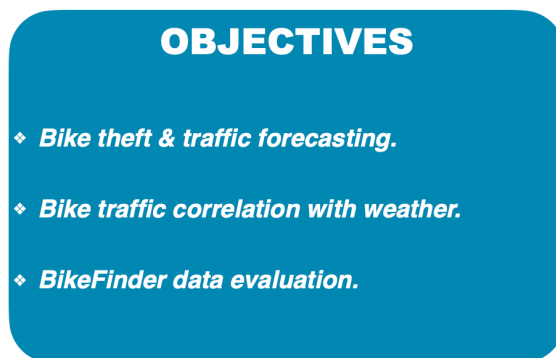 OBJECTIVES
❖ Bike theft & traffic forecasting.
❖ Bike traffic correlation with weather.
❖ BikeFinder data evaluation.